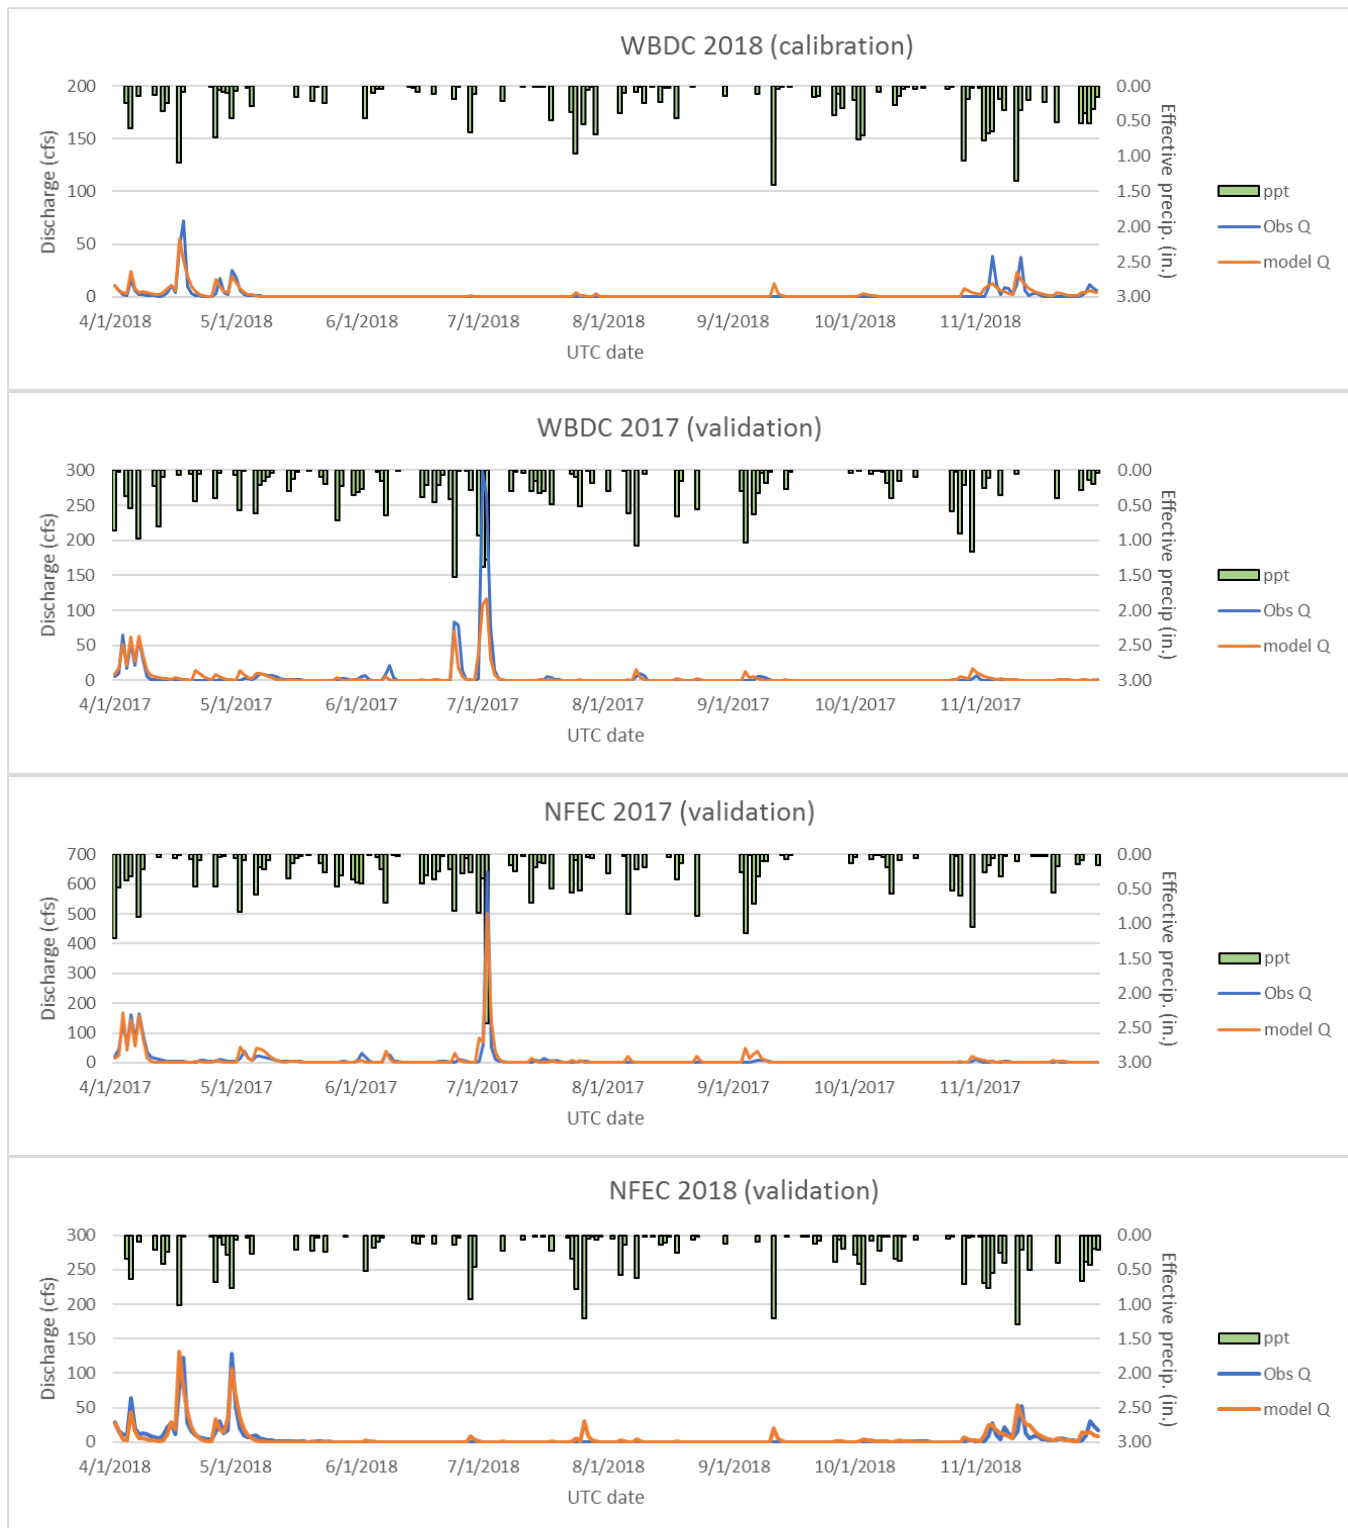 WBDC 2018 (calibration)
200
150
100
50
0
Discharge (cfs)
0.00
0.50
1.00
1.50
2.00
2.50
3.00
Effective precip. (in.)
4/1/2018 5/1/2018 6/1/2018 7/1/2018 8/1/2018 9/1/2018 10/1/2018 11/1/2018
UTC date
ppt
Obs Q
model Q
WBDC 2017 (validation)
300
250
200
150
100
50
0
Discharge (cfs)
0.00
0.50
1.00
1.50
2.00
2.50
3.00
Effective precip (in.)
4/1/2017 5/1/2017 6/1/2017 7/1/2017 8/1/2017 9/1/2017 10/1/2017 11/1/2017
UTC date
ppt
Obs Q
model Q
NFEC 2017 (validation)
700
600
500
400
300
200
100
0
Discharge (cfs)
0.00
0.50
1.00
1.50
2.00
2.50
3.00
Effective precip. (in.)
4/1/2017 5/1/2017 6/1/2017 7/1/2017 8/1/2017 9/1/2017 10/1/2017 11/1/2017
UTC date
ppt
Obs Q
model Q
NFEC 2018 (validation)
300
250
200
150
100
50
0
Discharge (cfs)
0.00
0.50
1.00
1.50
2.00
2.50
3.00
Effective precip. (in.)
4/1/2018 5/1/2018 6/1/2018 7/1/2018 8/1/2018 9/1/2018 10/1/2018 11/1/2018
UTC date
ppt
Obs Q
model Q